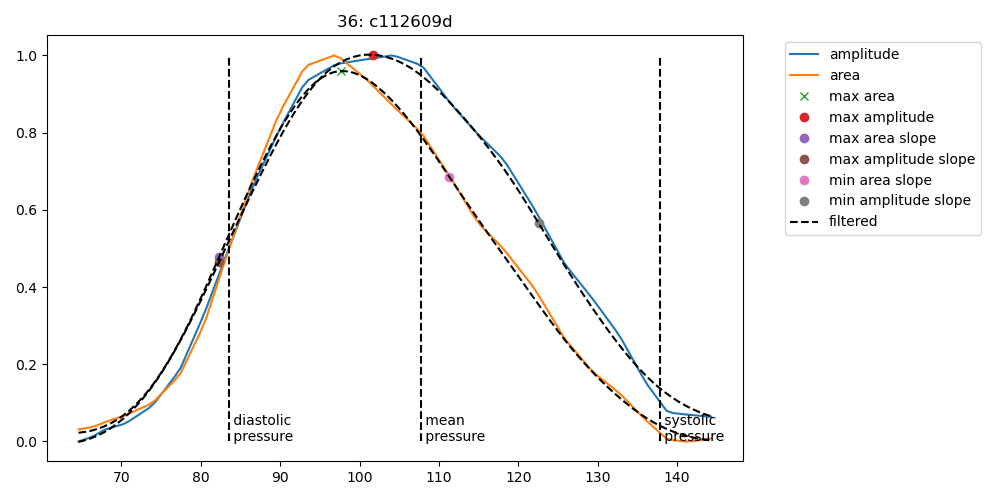 36: c112609d
1.0
0.8
0.6
0.4
0.2
0.0
diastolic
pressure
mean
pressure
systolic
pressure
70
80
90
100
110
120
130
140
amplitude
area
max area
max amplitude
max area slope
max amplitude slope
min area slope
min amplitude slope
filtered